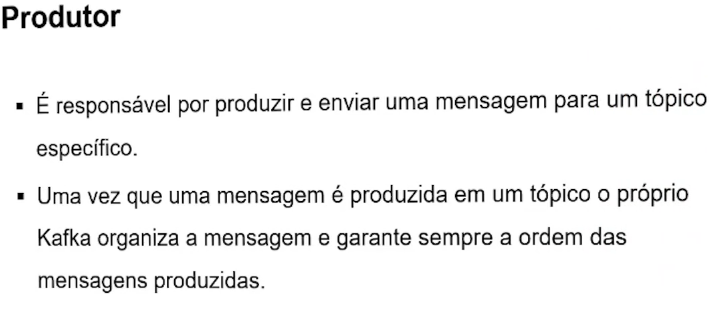 Produtor
▪ É responsável por produzir e enviar uma mensagem para um tópico
específico.
▪ Uma vez que uma mensagem é produzida em um tópico o próprio
Kafka organiza a mensagem e garante sempre a ordem das
mensagens produzidas.